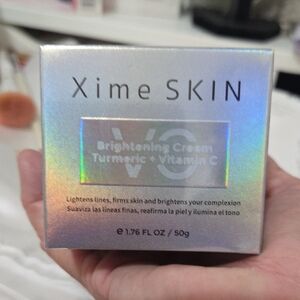 Xime SKIN
VC
Brightening Cream
Turmeric + Vitamin C
Lightens lines, firms skin and brightens your complexion
Suaviza las líneas finas, reafirma la piel y ilumina el tono
e 1.76 FL OZ / 50g